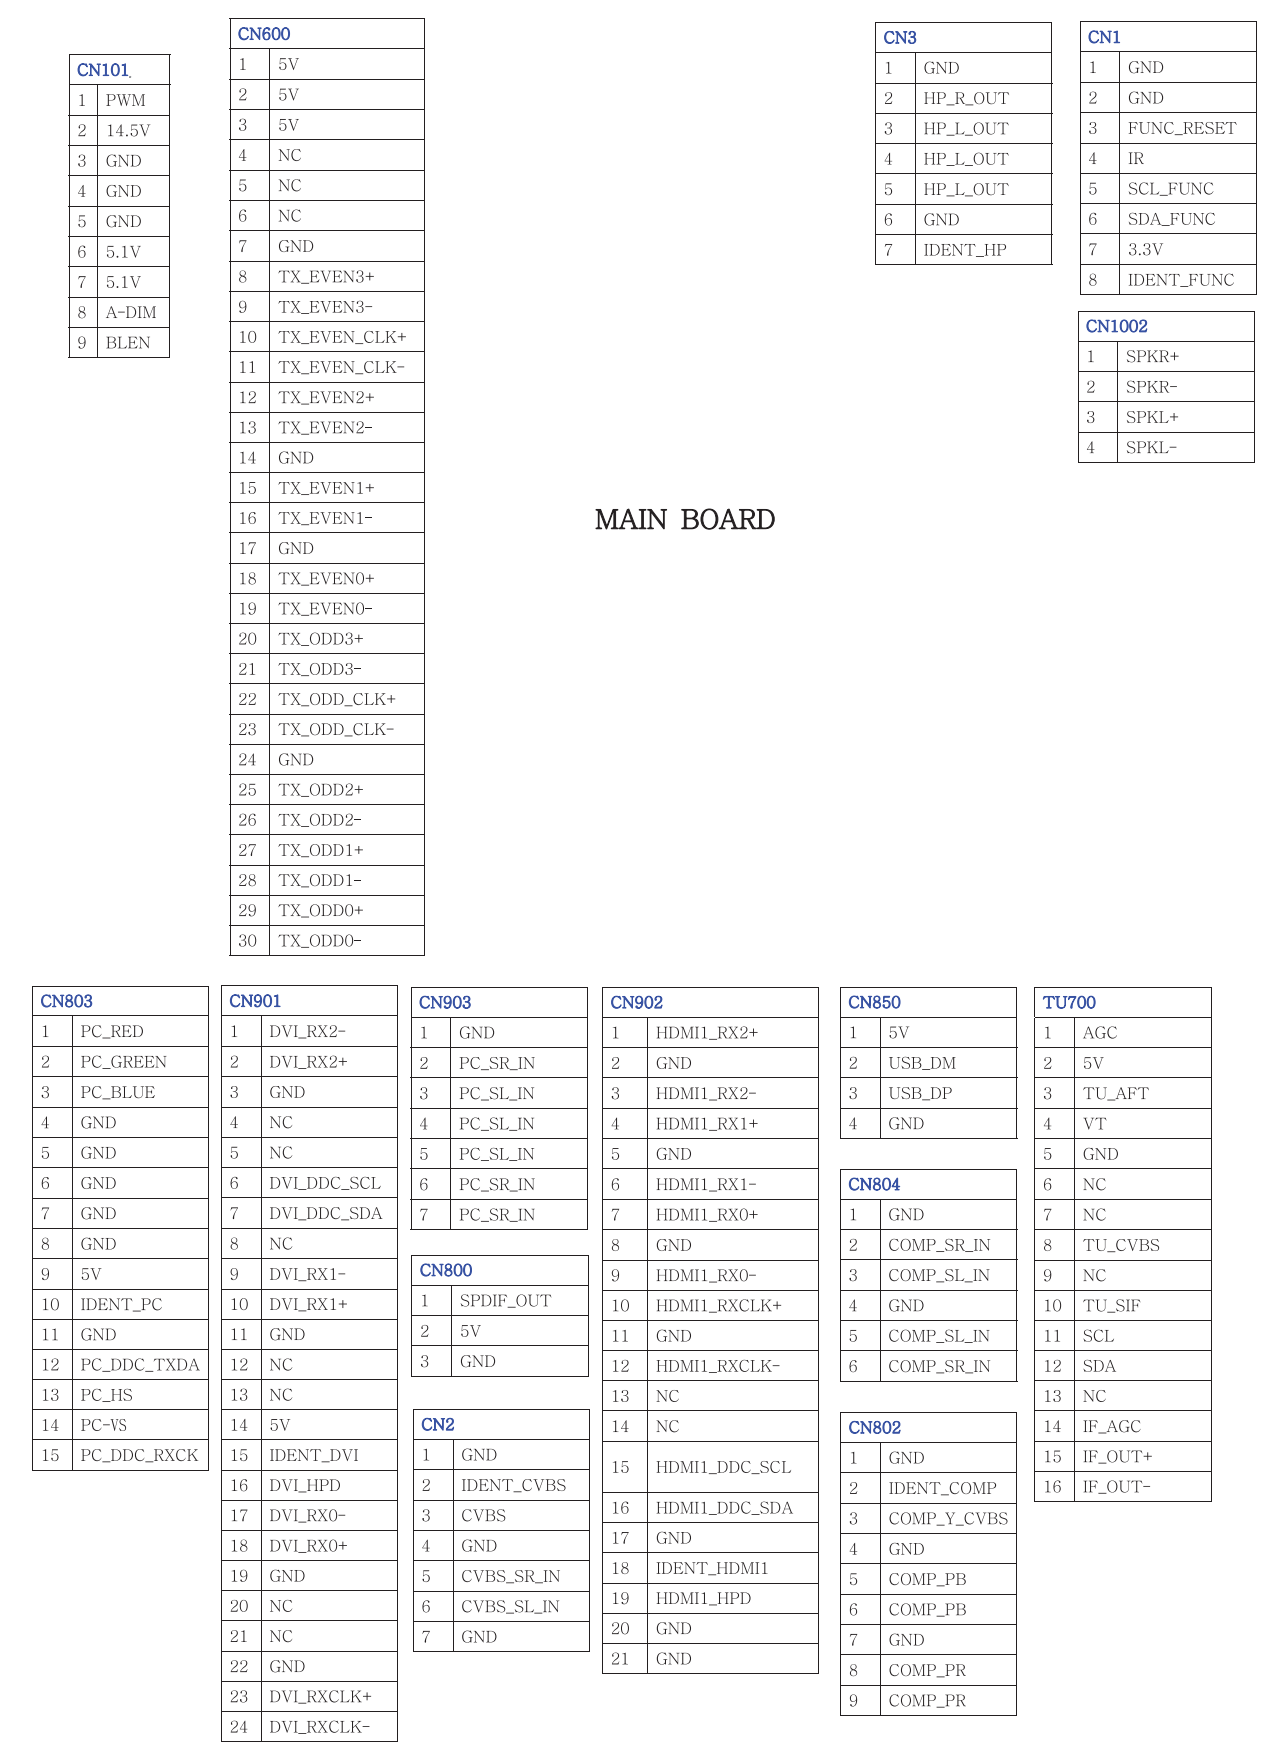 CN101
1 PWM
2 14.5V
3 GND
4 GND
5 GND
6 5.1V
7 5.1V
8 A-DIM
9 BLEN
CN600
1 5V
2 5V
3 5V
4 NC
5 NC
6 NC
7 GND
8 TX_EVEN3+
9 TX_EVEN3-
10 TX_EVEN_CLK+
11 TX_EVEN_CLK-
12 TX_EVEN2+
13 TX_EVEN2-
14 GND
15 TX_EVEN1+
16 TX_EVEN1-
17 GND
18 TX_EVEN0+
19 TX_EVEN0-
20 TX_ODD3+
21 TX_ODD3-
22 TX_ODD_CLK+
23 TX_ODD_CLK-
24 GND
25 TX_ODD2+
26 TX_ODD2-
27 TX_ODD1+
28 TX_ODD1-
29 TX_ODD0+
30 TX_ODD0-
CN3
1 GND
2 HP_R_OUT
3 HP_L_OUT
4 HP_L_OUT
5 HP_L_OUT
6 GND
7 IDENT_HP
CN1
1 GND
2 GND
3 FUNC_RESET
4 IR
5 SCL_FUNC
6 SDA_FUNC
7 3.3V
8 IDENT_FUNC
CN1002
1 SPKR+
2 SPKR-
3 SPKL+
4 SPKL-
MAIN BOARD
CN803
1 PC_RED
2 PC_GREEN
3 PC_BLUE
4 GND
5 GND
6 GND
7 GND
8 GND
9 5V
10 IDENT_PC
11 GND
12 PC_DDC_TXDA
13 PC_HS
14 PC-VS
15 PC_DDC_RXCK
CN901
1 DVI_RX2-
2 DVI_RX2+
3 GND
4 NC
5 NC
6 DVI_DDC_SCL
7 DVI_DDC_SDA
8 NC
9 DVI_RX1-
10 DVI_RX1+
11 GND
12 NC
13 NC
14 5V
15 IDENT_DVI
16 DVI_HPD
17 DVI_RX0-
18 DVI_RX0+
19 GND
20 NC
21 NC
22 GND
23 DVI_RXCLK+
24 DVI_RXCLK-
CN903
1 GND
2 PC_SR_IN
3 PC_SL_IN
4 PC_SL_IN
5 PC_SL_IN
6 PC_SR_IN
7 PC_SR_IN
CN800
1 SPDIF_OUT
2 5V
3 GND
CN2
1 GND
2 IDENT_CVBS
3 CVBS
4 GND
5 CVBS_SR_IN
6 CVBS_SL_IN
7 GND
CN902
1 HDMI1_RX2+
2 GND
3 HDMI1_RX2-
4 HDMI1_RX1+
5 GND
6 HDMI1_RX1-
7 HDMI1_RX0+
8 GND
9 HDMI1_RX0-
10 HDMI1_RXCLK+
11 GND
12 HDMI1_RXCLK-
13 NC
14 NC
15 HDMI1_DDC_SCL
16 HDMI1_DDC_SDA
17 GND
18 IDENT_HDMI1
19 HDMI1_HPD
20 GND
21 GND
CN850
1 5V
2 USB_DM
3 USB_DP
4 GND
CN804
1 GND
2 COMP_SR_IN
3 COMP_SL_IN
4 GND
5 COMP_SL_IN
6 COMP_SR_IN
CN802
1 GND
2 IDENT_COMP
3 COMP_Y_CVBS
4 GND
5 COMP_PB
6 COMP_PB
7 GND
8 COMP_PR
9 COMP_PR
TU700
1 AGC
2 5V
3 TU_AFT
4 VT
5 GND
6 NC
7 NC
8 TU_CVBS
9 NC
10 TU_SIF
11 SCL
12 SDA
13 NC
14 IF_AGC
15 IF_OUT+
16 IF_OUT-